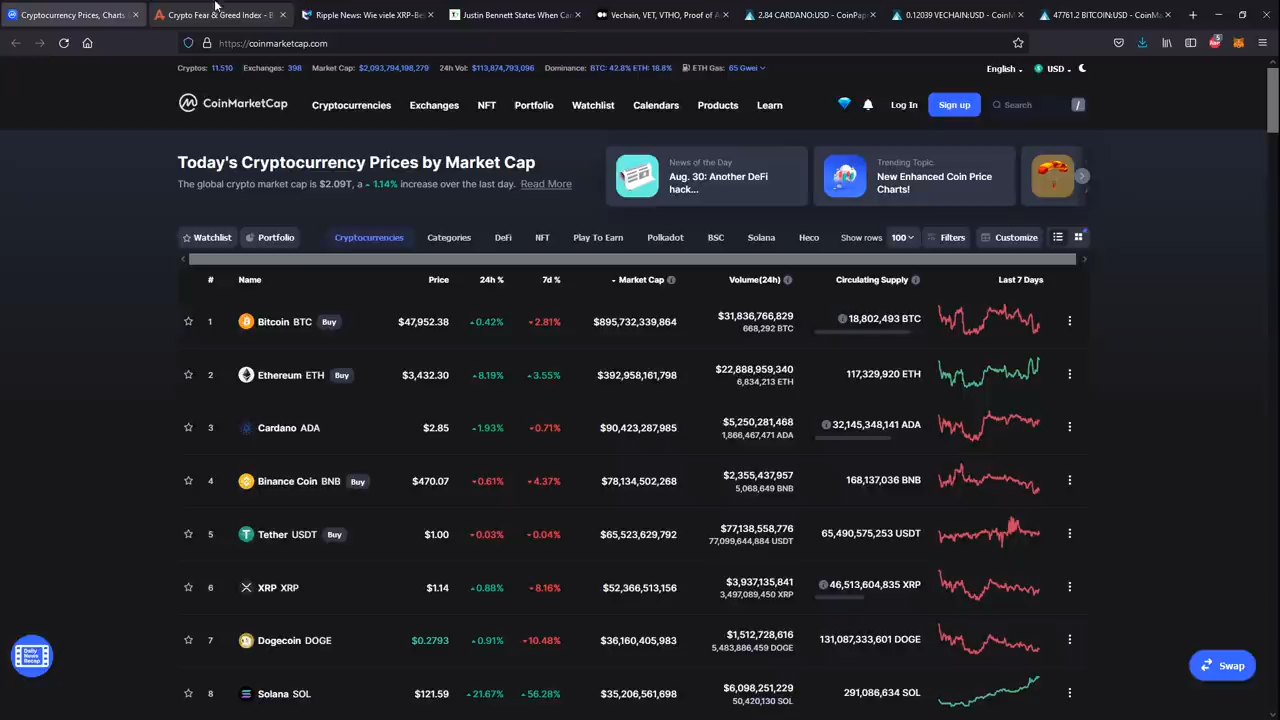 Cryptocurrency Prices, Charts
Crypto Fear & Greed Index - B
Ripple News: Wie viele XRP-Be
Justin Bennett States When Car
Vechain, VET, VTHO, Proof of A
2.84 CARDANO:USD - CoinPap
0.12039 VECHAIN:USD - CoinM
47761.2 BITCOIN:USD - CoinMa
https://coinmarketcap.com
5
Cryptos: 11.510 Exchanges: 398 Market Cap: $2,093,794,198,279 24h Vol: $113,874,793,096 Dominance: BTC: 42.8% ETH: 18.8% ETH Gas: 65 Gwei
English USD
CoinMarketCap
Cryptocurrencies Exchanges NFT Portfolio Watchlist Calendars Products Learn
Log In Sign up Search /
Today's Cryptocurrency Prices by Market Cap
The global crypto market cap is $2.09T, a 1.14% increase over the last day. Read More
News of the Day
Aug. 30: Another DeFi
hack...
Trending Topic
New Enhanced Coin Price
Charts!
Watchlist Portfolio Cryptocurrencies Categories DeFi NFT Play To Earn Polkadot BSC Solana Heco Show rows 100 Filters Customize
# Name Price 24h % 7d % Market Cap Volume(24h) Circulating Supply Last 7 Days
1 Bitcoin BTC Buy $47,952.38 0.42% 2.81% $895,732,339,864 $31,836,766,829 18,802,493 BTC
668,292 BTC
2 Ethereum ETH Buy $3,432.30 8.19% 3.55% $392,958,161,798 $22,888,959,340 117,329,920 ETH
6,834,213 ETH
3 Cardano ADA $2.85 1.93% 0.71% $90,423,287,985 $5,250,281,468 32,145,348,141 ADA
1,866,467,471 ADA
4 Binance Coin BNB Buy $470.07 0.61% 4.37% $78,134,502,268 $2,355,437,957 168,137,036 BNB
5,068,649 BNB
5 Tether USDT Buy $1.00 0.03% 0.04% $65,523,629,792 $77,138,558,776 65,490,575,253 USDT
77,099,644,884 USDT
6 XRP XRP $1.14 0.88% 8.16% $52,366,513,156 $3,937,135,841 46,513,604,835 XRP
3,497,089,450 XRP
7 Dogecoin DOGE $0.2793 0.91% 10.48% $36,160,405,983 $1,512,728,616 131,087,333,601 DOGE
5,483,886,459 DOGE
8 Solana SOL $121.59 21.67% 56.28% $35,206,561,698 $6,098,251,229 291,086,634 SOL
50,420,130 SOL
Daily
News
Recap
Swap